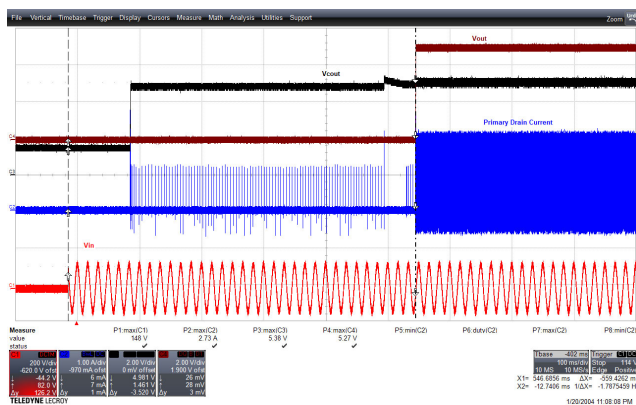 File Vertical Timebase Trigger Display Cursors Measure Math Analysis Utilities Support
Zoom
Vout
Vcout
Primary Drain Current
Vin
Measure P1:max(C1) P2:max(C2) P3:max(C3) P4:max(C4) P5:min(C2) P6:duty(C2) P7:max(C2) P8:min(C2)
value 148 V 2.73 A 5.38 V 5.27 V
status
200 V/div 1.00 A/div 2.00 V/div 2.00 V/div
-620.0 V ofst -970 mA ofst 0 mV offset 1.900 V ofst
-44.2 V 6 mA 4.981 V 26 mV
82.0 V 7 mA 1.461 V 28 mV
Δy 126.2 V Δy 1 mA Δy -3.520 V Δy 3 mV
Tbase -402 ms Trigger
100 ms/div Stop 114 V
10 MS 10 MS/s Edge Positive
X1= 546.6856 ms ΔX= -559.4262 ms
X2= -12.7406 ms 1/ΔX= -1.7875459 Hz
TELEDYNE LECROY
1/20/2004 11:08:08 PM